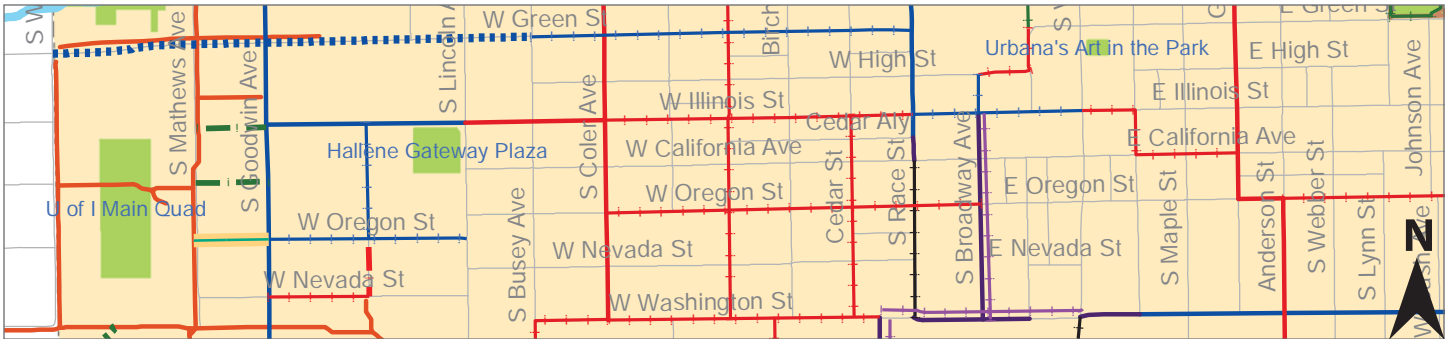 S W
S Mathews Ave
S Goodwin Ave
S Lincoln A
W Green St
Birch
S V
G
E Green St
Urbana's Art in the Park
E High St
W High St
Johnson Ave
S Coler Ave
W Illinois St
E Illinois St
Cedar Aly
E California Ave
Hallene Gateway Plaza
W California Ave
S Broadway Ave
W Oregon St
E Oregon St
Cedar St
S Race St
S Maple St
Anderson St
S Webber St
U of I Main Quad
W Oregon St
S Busey Ave
W Nevada St
E Nevada St
S Lynn St
N
W Nevada St
W Washington St